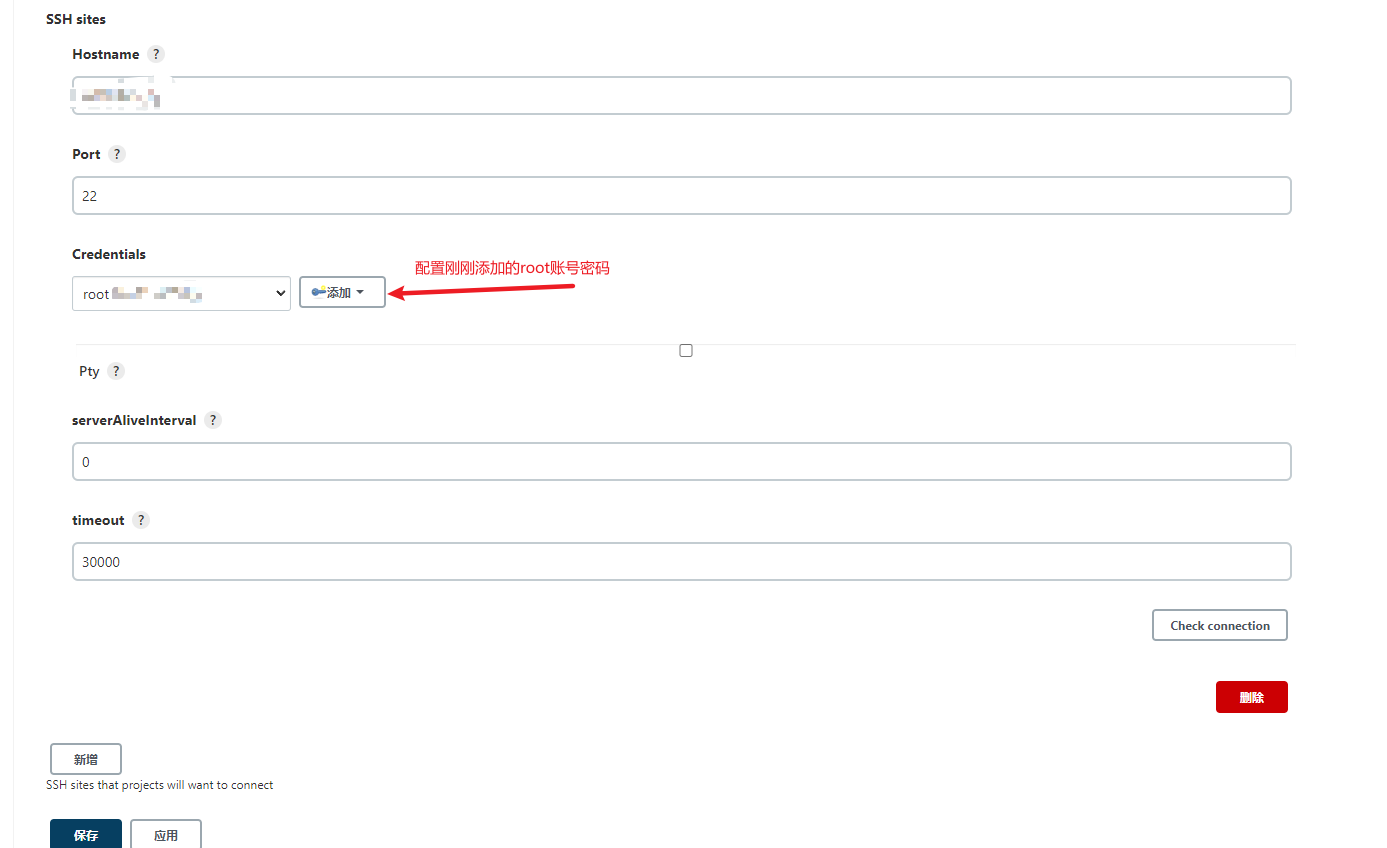 SSH sites
Hostname ?
Port ?
22
Credentials
配置刚刚添加的root账号密码
root
添加
Pty ?
serverAliveInterval ?
0
timeout ?
30000
Check connection
删除
新增
SSH sites that projects will want to connect
保存
应用